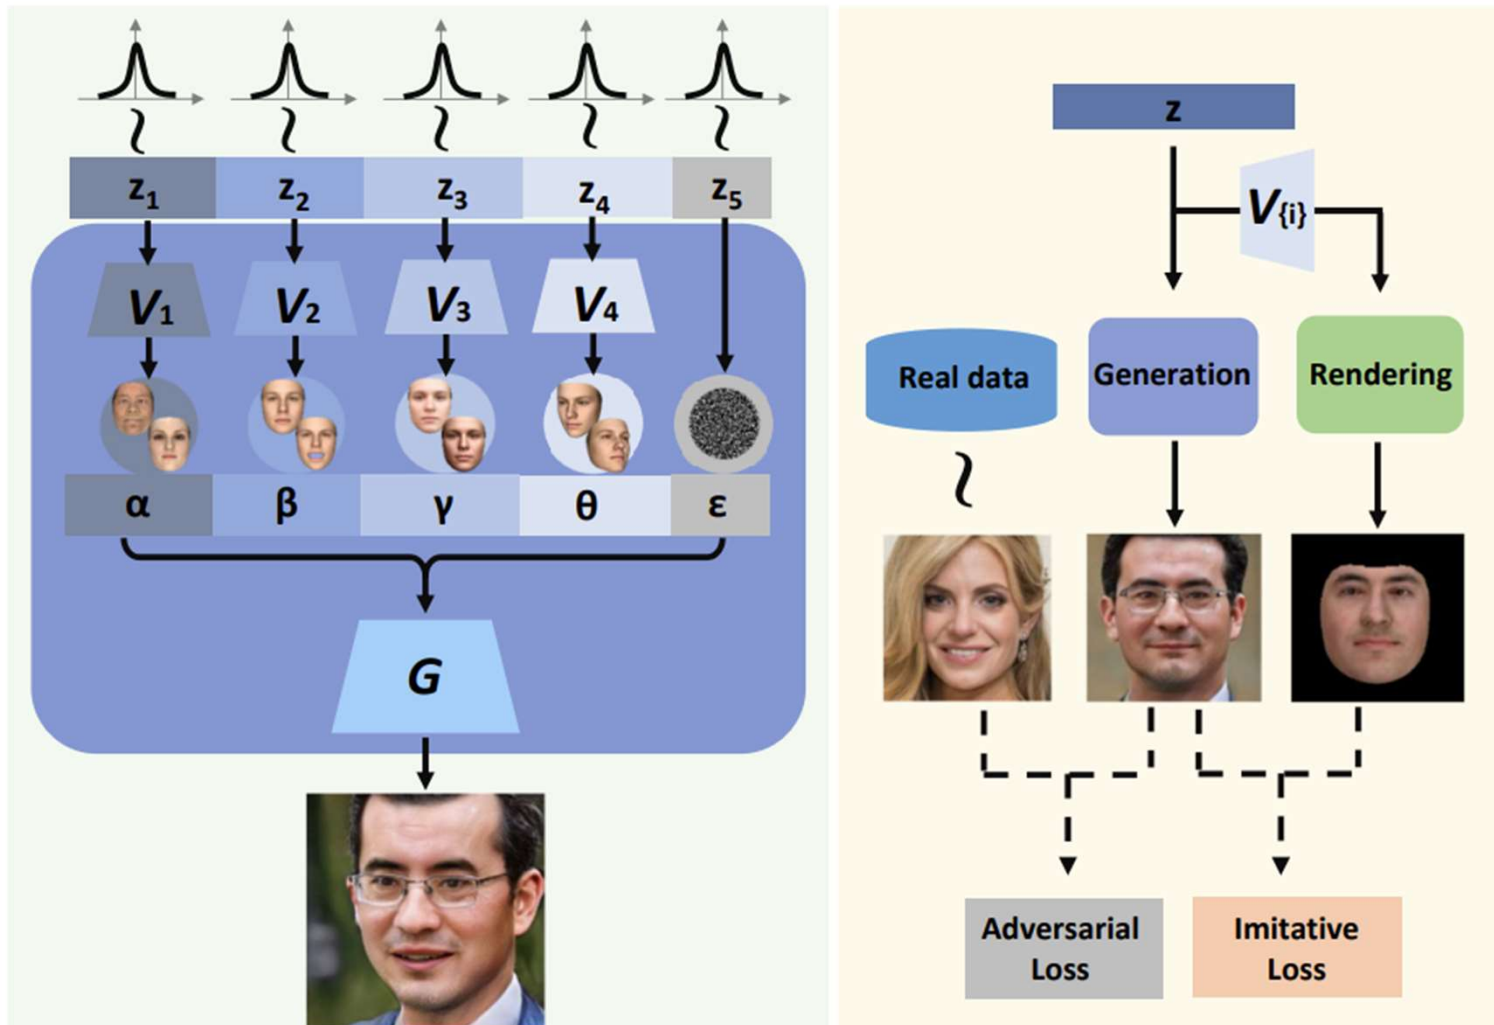 z1 z2 z3 z4 z5
V1 V2 V3 V4
α β γ θ ε
G
z
V{i}
Real data
Generation
Rendering
Adversarial
Loss
Imitative
Loss